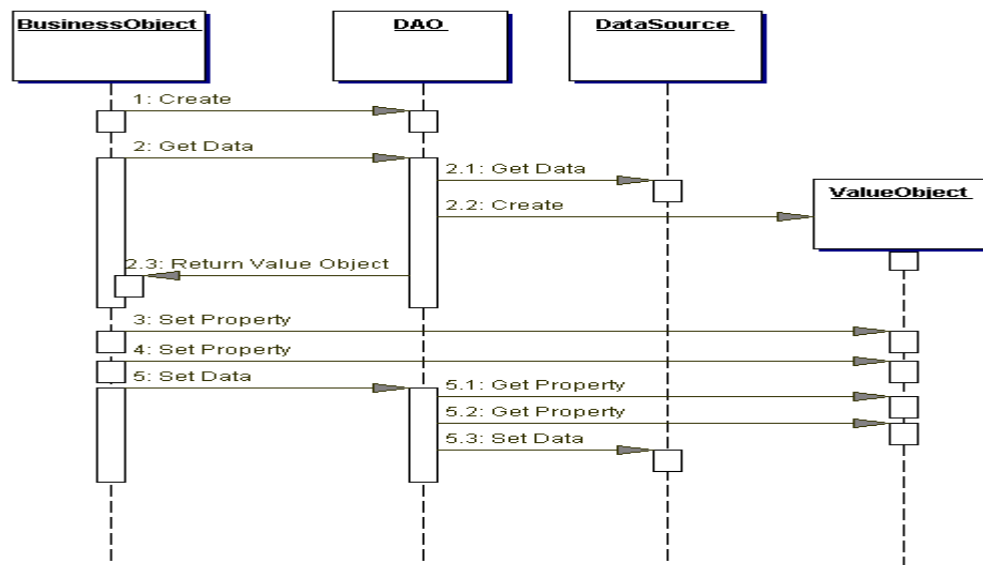 BusinessObject
DAO
DataSource
1: Create
2: Get Data
2.1: Get Data
2.2: Create
ValueObject
2.3: Return Value Object
3: Set Property
4: Set Property
5: Set Data
5.1: Get Property
5.2: Get Property
5.3: Set Data